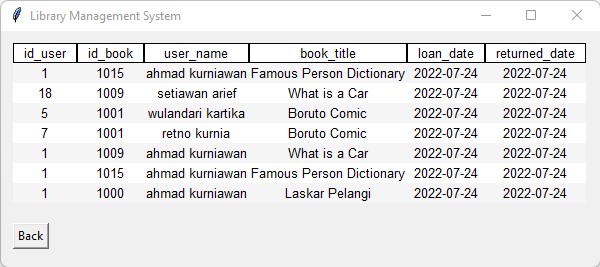 Library Management System
id_user id_book user_name book_title loan_date returned_date
1 1015 ahmad kurniawan Famous Person Dictionary 2022-07-24 2022-07-24
18 1009 setiawan arief What is a Car 2022-07-24 2022-07-24
5 1001 wulandari kartika Boruto Comic 2022-07-24 2022-07-24
7 1001 retno kurnia Boruto Comic 2022-07-24 2022-07-24
1 1009 ahmad kurniawan What is a Car 2022-07-24 2022-07-24
1 1015 ahmad kurniawan Famous Person Dictionary 2022-07-24 2022-07-24
1 1000 ahmad kurniawan Laskar Pelangi 2022-07-24 2022-07-24
Back